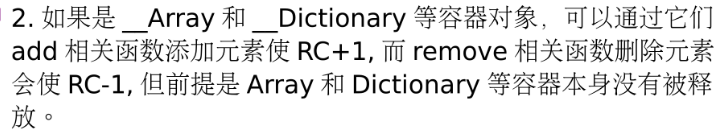 2. 如果是 __Array 和 __Dictionary 等容器对象，可以通过它们
add 相关函数添加元素使 RC+1, 而 remove 相关函数删除元素
会使 RC-1, 但前提是 Array 和 Dictionary 等容器本身没有被释
放。